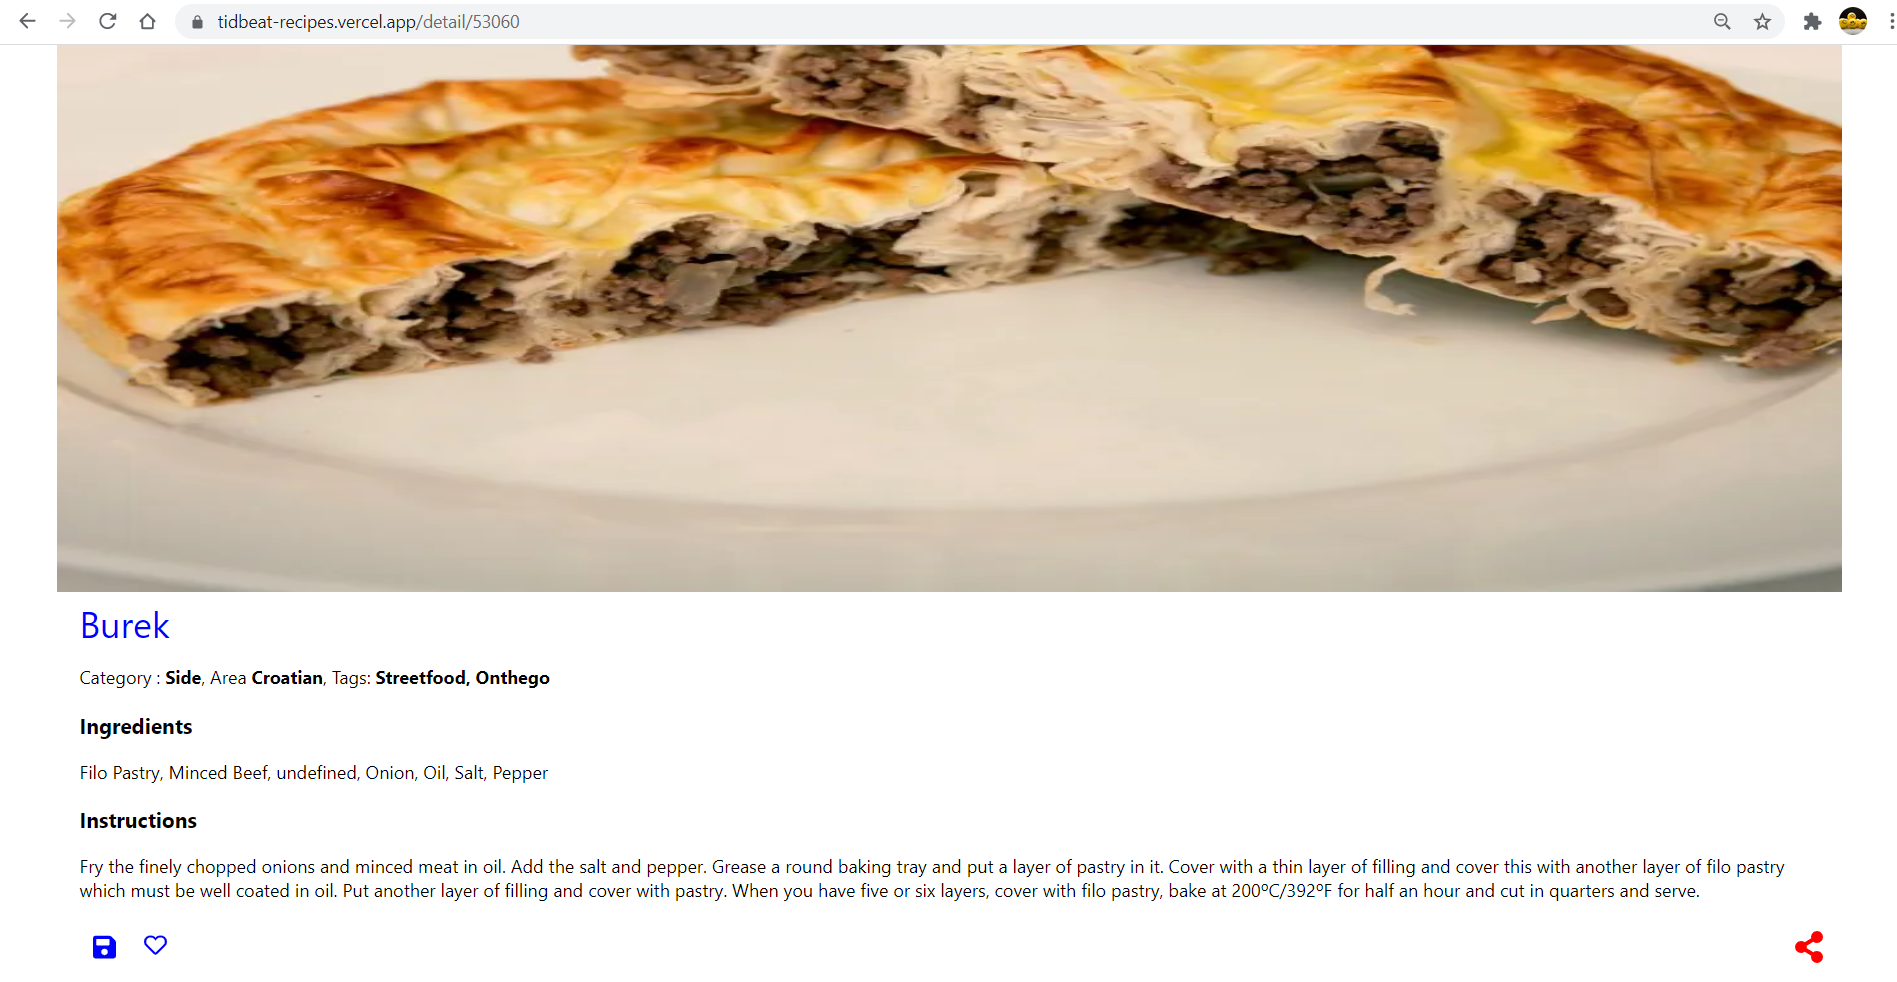 tidbeat-recipes.vercel.app/detail/53060
Burek
Category : Side, Area Croatian, Tags: Streetfood, Onthego
Ingredients
Filo Pastry, Minced Beef, undefined, Onion, Oil, Salt, Pepper
Instructions
Fry the finely chopped onions and minced meat in oil. Add the salt and pepper. Grease a round baking tray and put a layer of pastry in it. Cover with a thin layer of filling and cover this with another layer of filo pastry
which must be well coated in oil. Put another layer of filling and cover with pastry. When you have five or six layers, cover with filo pastry, bake at 200ºC/392ºF for half an hour and cut in quarters and serve.